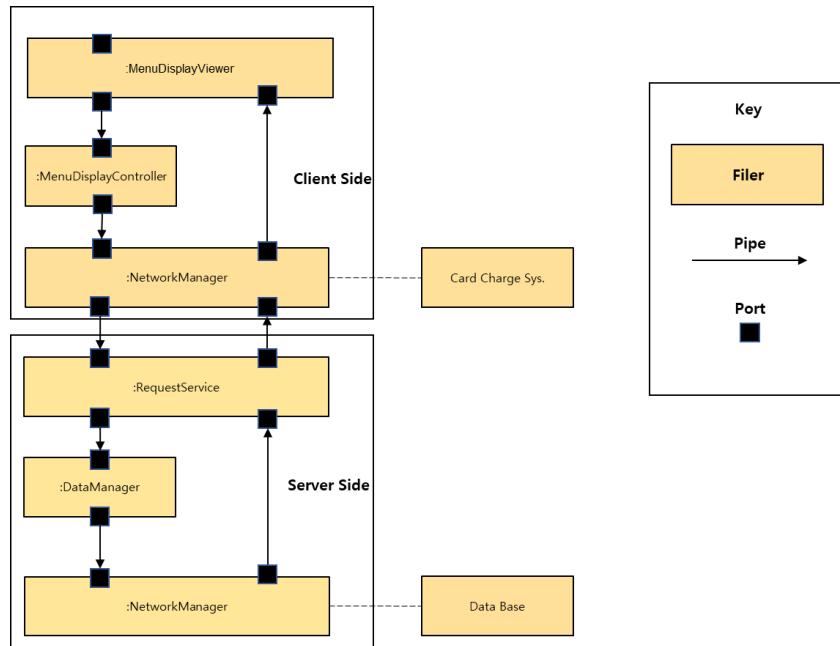 :MenuDisplayViewer
:MenuDisplayController
Client Side
:NetworkManager
Card Charge Sys.
:RequestService
:DataManager
Server Side
:NetworkManager
Data Base
Key
Filer
Pipe
Port